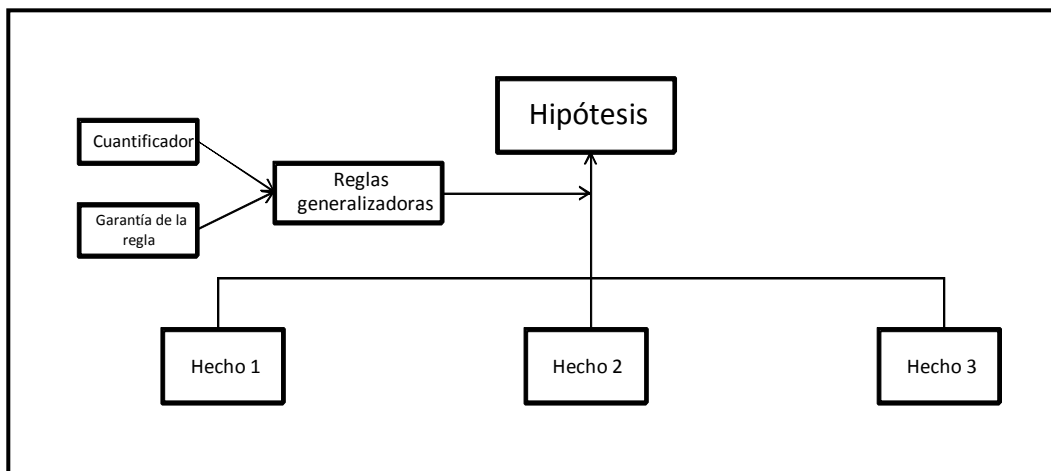 Hipótesis
Cuantificador
Reglas
generalizadoras
Garantía de la
regla
Hecho 1
Hecho 2
Hecho 3